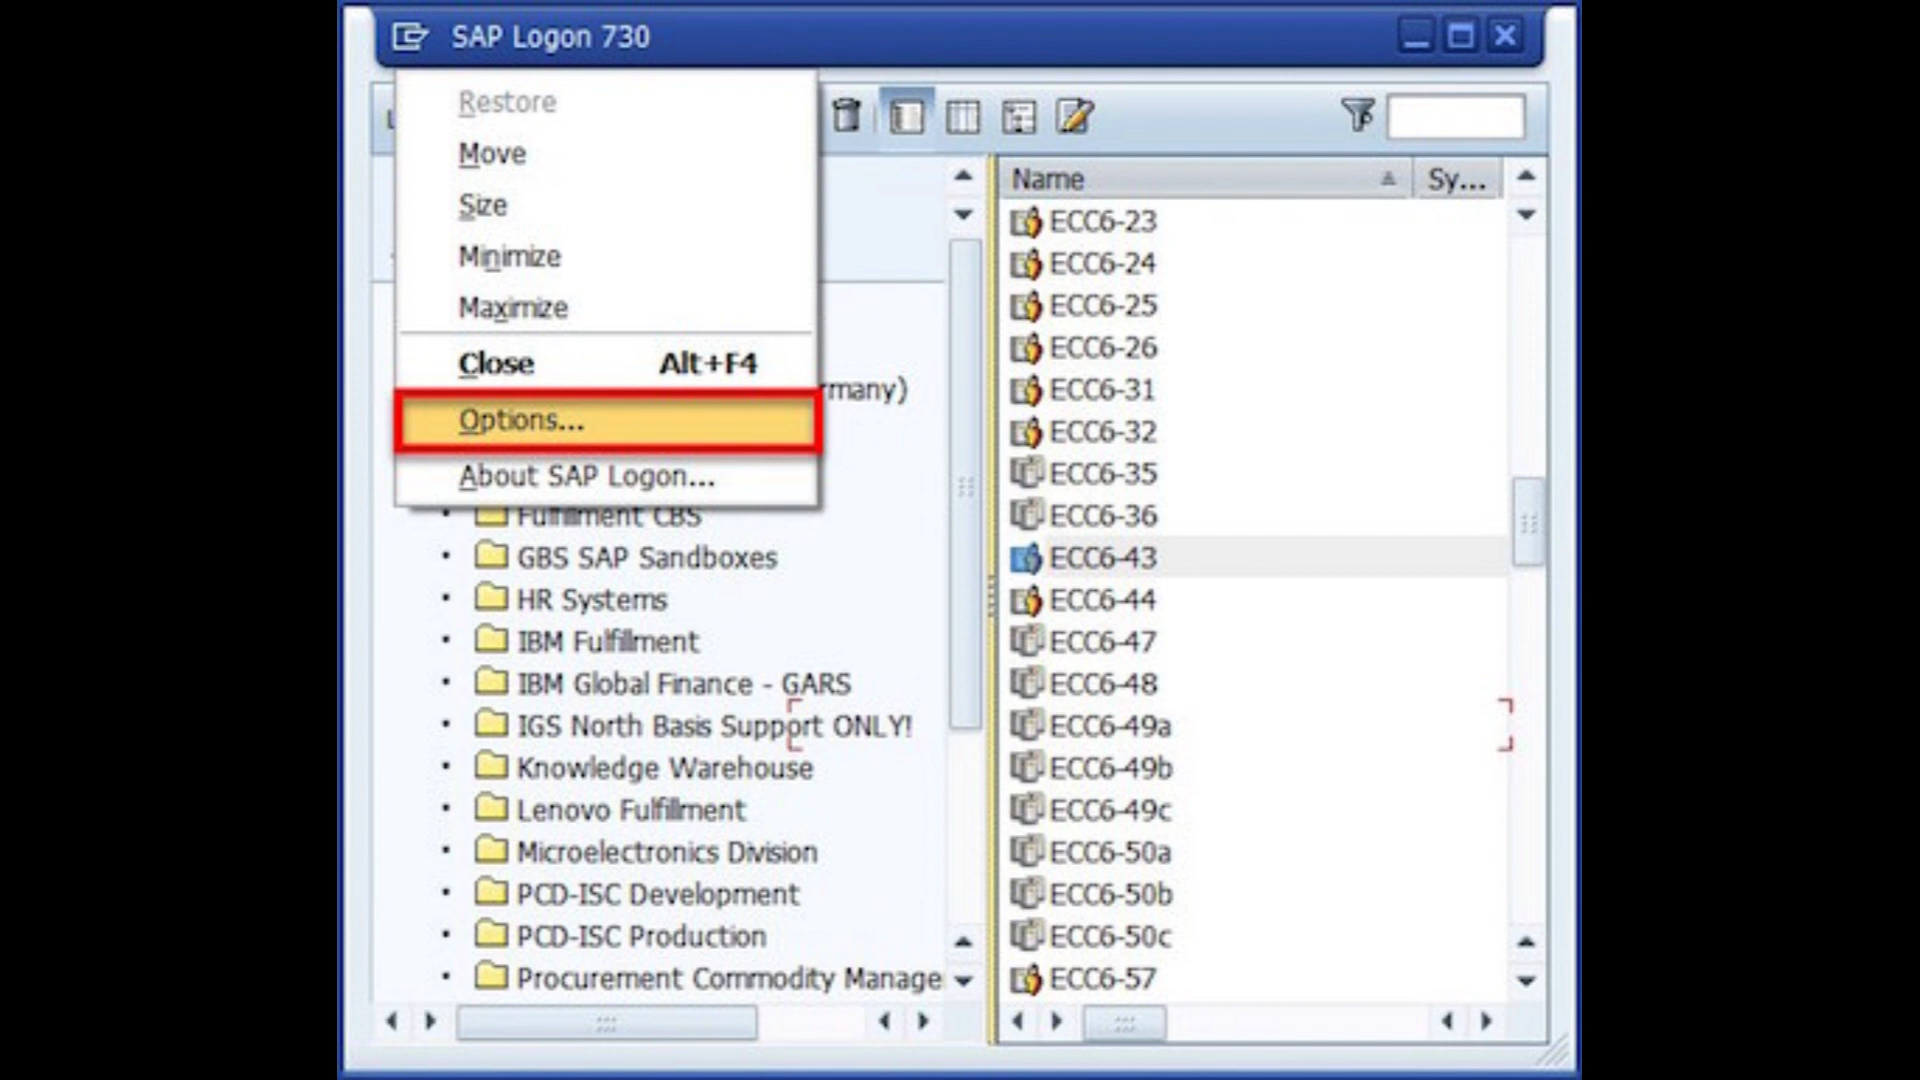 SAP Logon 730
Restore
Move
Size
Minimize
Maximize
Close Alt+F4
rmany)
Options...
About SAP Logon...
Fulfillment CBS
GBS SAP Sandboxes
HR Systems
IBM Fulfillment
IBM Global Finance - GARS
IGS North Basis Support ONLY!
Knowledge Warehouse
Lenovo Fulfillment
Microelectronics Division
PCD-ISC Development
PCD-ISC Production
Procurement Commodity Manage
Name Sy...
ECC6-23
ECC6-24
ECC6-25
ECC6-26
ECC6-31
ECC6-32
ECC6-35
ECC6-36
ECC6-43
ECC6-44
ECC6-47
ECC6-48
ECC6-49a
ECC6-49b
ECC6-49c
ECC6-50a
ECC6-50b
ECC6-50c
ECC6-57